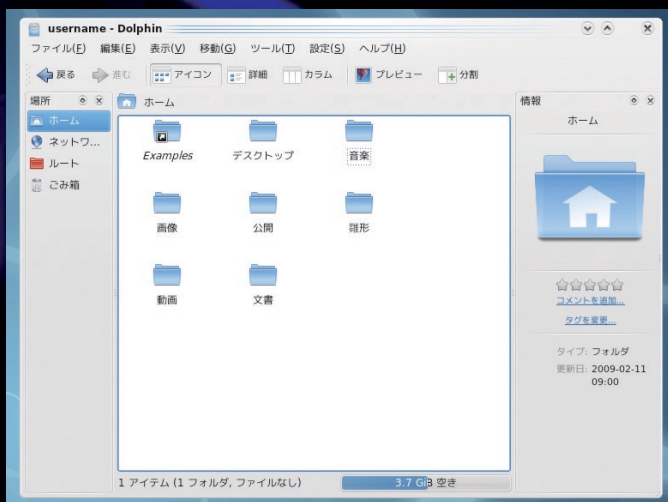 username - Dolphin
ファイル(F) 編集(E) 表示(V) 移動(G) ツール(T) 設定(S) ヘルプ(H)
戻る 進む アイコン 詳細 カラム プレビュー 分割
場所
ホーム
ネットワ...
ルート
ごみ箱
ホーム
Examples デスクトップ 音楽
画像 公開 雛形
動画 文書
1 アイテム (1 フォルダ, ファイルなし) 3.7 GiB 空き
情報
ホーム
コメントを追加...
タグを変更...
タイプ: フォルダ
更新日: 2009-02-11
09:00